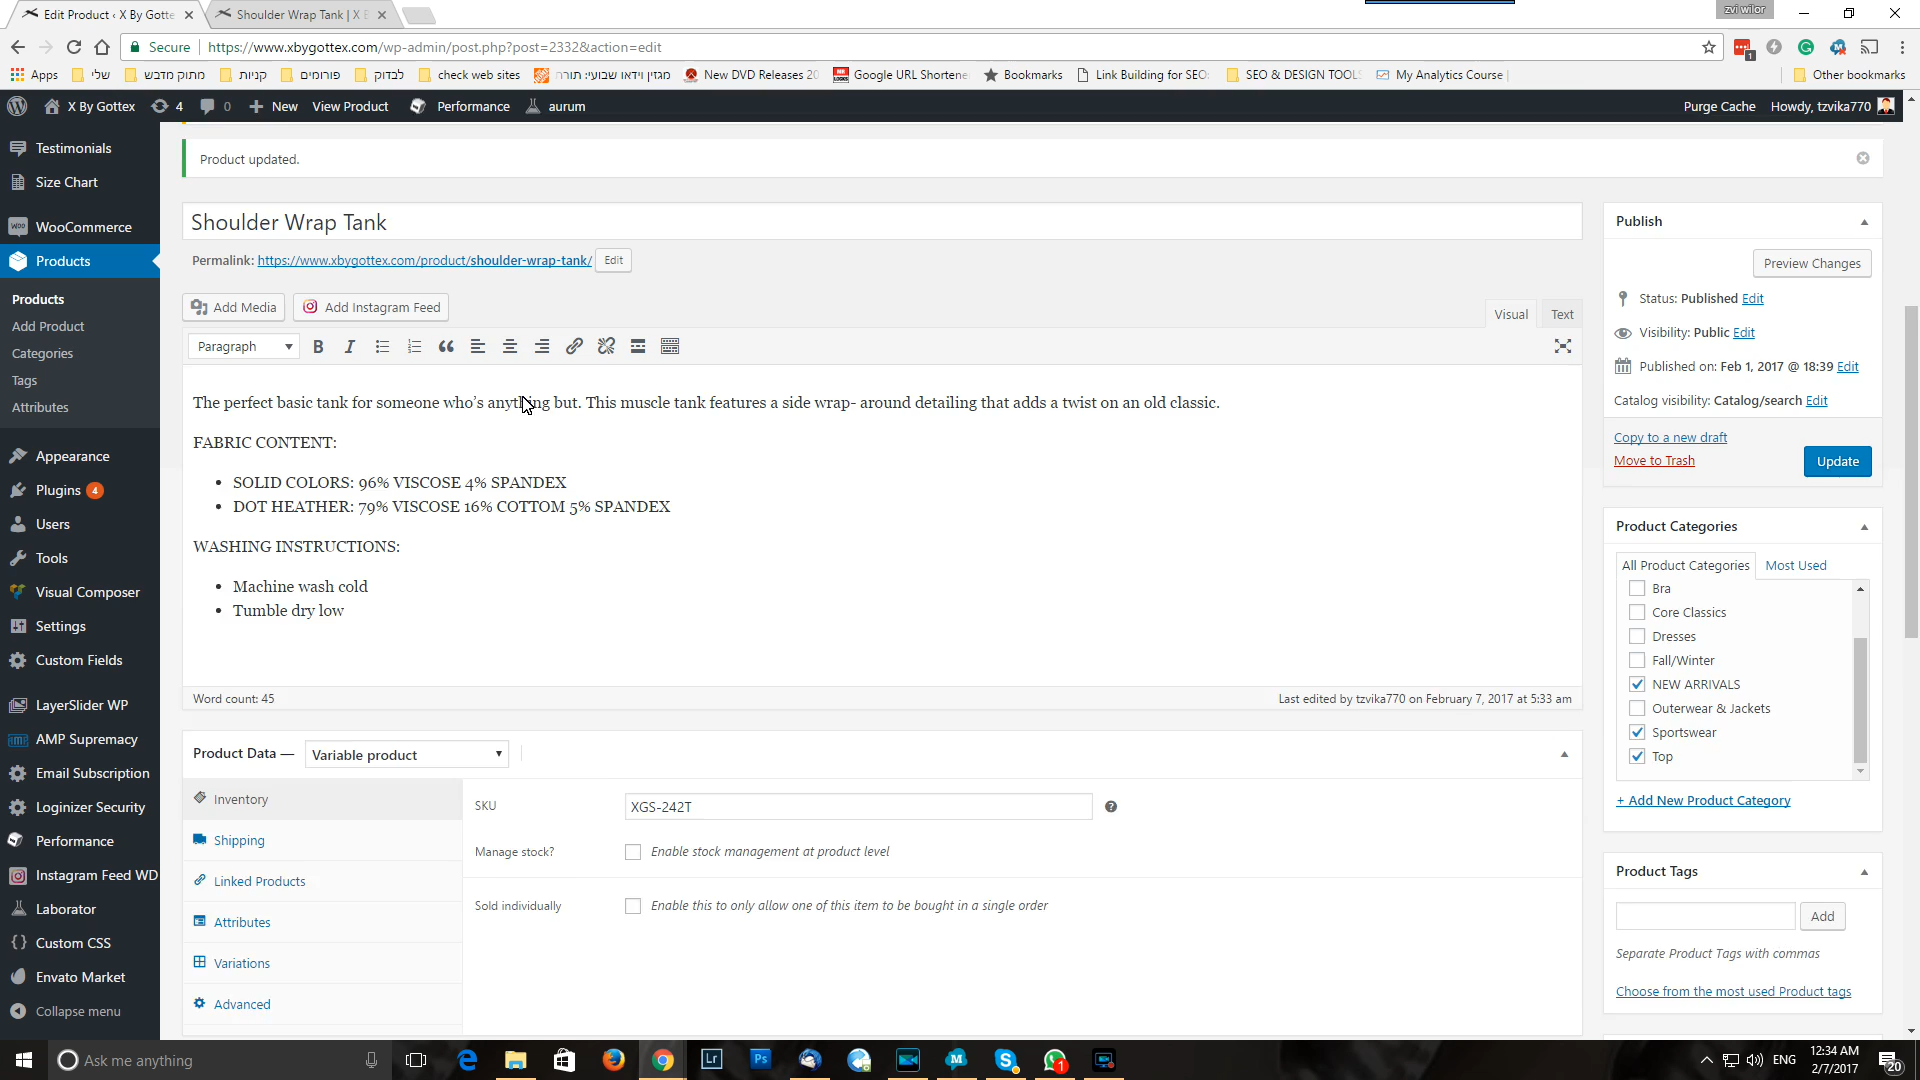 Edit Product ‹ X By Gotte
Shoulder Wrap Tank | X B
zvi wilor
Secure
https://www.xbygottex.com/wp-admin/post.php?post=2332&action=edit
1
Apps
שלי
מתוק מדבש
קניות
פורומים
לבדוק
check web sites
מגזין וידאו שבועי: תורה
New DVD Releases 20
Google URL Shortene
Bookmarks
Link Building for SEO:
SEO & DESIGN TOOLS
My Analytics Course |
Other bookmarks
X By Gottex
4
0
New
View Product
Performance
aurum
Purge Cache
Howdy, tzvika770
Testimonials
Size Chart
WooCommerce
Products
Products
Add Product
Categories
Tags
Attributes
Appearance
Plugins 4
Users
Tools
Visual Composer
Settings
Custom Fields
LayerSlider WP
AMP Supremacy
Email Subscription
Loginizer Security
Performance
Instagram Feed WD
Laborator
Custom CSS
Envato Market
Collapse menu
Product updated.
Shoulder Wrap Tank
Permalink: https://www.xbygottex.com/product/shoulder-wrap-tank/ Edit
Add Media
Add Instagram Feed
Visual
Text
Paragraph
The perfect basic tank for someone who's anything but. This muscle tank features a side wrap- around detailing that adds a twist on an old classic.
FABRIC CONTENT:
• SOLID COLORS: 96% VISCOSE 4% SPANDEX
• DOT HEATHER: 79% VISCOSE 16% COTTOM 5% SPANDEX
WASHING INSTRUCTIONS:
• Machine wash cold
• Tumble dry low
Word count: 45
Last edited by tzvika770 on February 7, 2017 at 5:33 am
Product Data —
Variable product
Inventory
Shipping
Linked Products
Attributes
Variations
Advanced
SKU
XGS-242T
Manage stock?
Enable stock management at product level
Sold individually
Enable this to only allow one of this item to be bought in a single order
Publish
Preview Changes
Status: Published Edit
Visibility: Public Edit
Published on: Feb 1, 2017 @ 18:39 Edit
Catalog visibility: Catalog/search Edit
Copy to a new draft
Move to Trash
Update
Product Categories
All Product Categories
Most Used
Bra
Core Classics
Dresses
Fall/Winter
NEW ARRIVALS
Outerwear & Jackets
Sportswear
Top
+ Add New Product Category
Product Tags
Add
Separate Product Tags with commas
Choose from the most used Product tags
Ask me anything
Lr
Ps
1
ENG
12:34 AM
2/7/2017
20